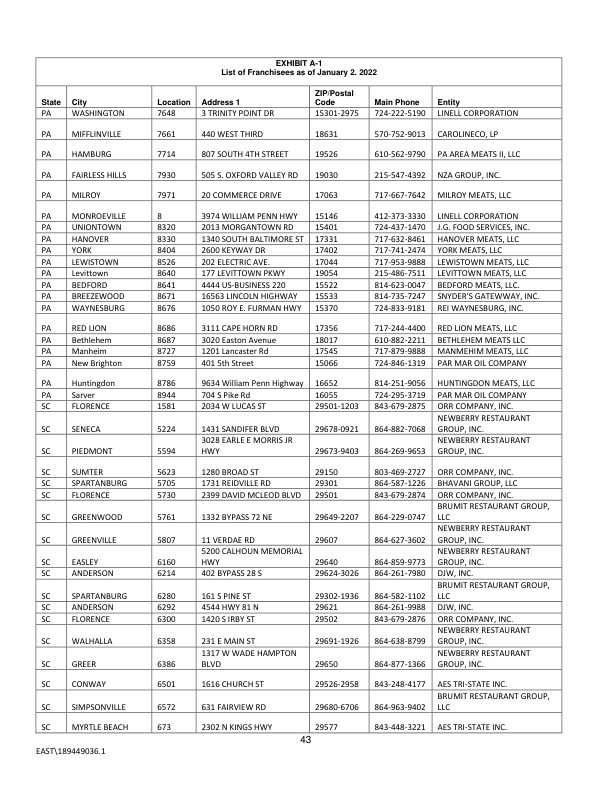 EXHIBIT A-1
List of Franchisees as of January 2. 2022
State City Location Address 1 ZIP/Postal Code Main Phone Entity
PA WASHINGTON 7648 3 TRINITY POINT DR 15301-2975 724-222-5190 LINELL CORPORATION
PA MIFFLINVILLE 7661 440 WEST THIRD 18631 570-752-9013 CAROLINECO, LP
PA HAMBURG 7714 807 SOUTH 4TH STREET 19526 610-562-9790 PA AREA MEATS II, LLC
PA FAIRLESS HILLS 7930 505 S. OXFORD VALLEY RD 19030 215-547-4392 NZA GROUP, INC.
PA MILROY 7971 20 COMMERCE DRIVE 17063 717-667-7642 MILROY MEATS, LLC
PA MONROEVILLE 8 3974 WILLIAM PENN HWY 15146 412-373-3330 LINELL CORPORATION
PA UNIONTOWN 8320 2013 MORGANTOWN RD 15401 724-437-1470 J.G. FOOD SERVICES, INC.
PA HANOVER 8330 1340 SOUTH BALTIMORE ST 17331 717-632-8461 HANOVER MEATS, LLC
PA YORK 8404 2600 KEYWAY DR 17402 717-741-2474 YORK MEATS, LLC
PA LEWISTOWN 8526 202 ELECTRIC AVE. 17044 717-953-9888 LEWISTOWN MEATS, LLC
PA Levittown 8640 177 LEVITTOWN PKWY 19054 215-486-7511 LEVITTOWN MEATS, LLC
PA BEDFORD 8641 4444 US-BUSINESS 220 15522 814-623-0047 BEDFORD MEATS, LLC.
PA BREEZEWOOD 8671 16563 LINCOLN HIGHWAY 15533 814-735-7247 SNYDER'S GATEWWAY, INC.
PA WAYNESBURG 8676 1050 ROY E. FURMAN HWY 15370 724-833-9181 REI WAYNESBURG, INC.
PA RED LION 8686 3111 CAPE HORN RD 17356 717-244-4400 RED LION MEATS, LLC
PA Bethlehem 8687 3020 Easton Avenue 18017 610-882-2211 BETHLEHEM MEATS LLC
PA Manheim 8727 1201 Lancaster Rd 17545 717-879-9888 MANMEHIM MEATS, LLC
PA New Brighton 8759 401 5th Street 15066 724-846-1319 PAR MAR OIL COMPANY
PA Huntingdon 8786 9634 William Penn Highway 16652 814-251-9056 HUNTINGDON MEATS, LLC
PA Sarver 8944 704 S Pike Rd 16055 724-295-3719 PAR MAR OIL COMPANY
SC FLORENCE 1581 2034 W LUCAS ST 29501-1203 843-679-2875 ORR COMPANY, INC.
SC SENECA 5224 1431 SANDIFER BLVD 29678-0921 864-882-7068 NEWBERRY RESTAURANT GROUP, INC.
SC PIEDMONT 5594 3028 EARLE E MORRIS JR HWY 29673-9403 864-269-9653 NEWBERRY RESTAURANT GROUP, INC.
SC SUMTER 5623 1280 BROAD ST 29150 803-469-2727 ORR COMPANY, INC.
SC SPARTANBURG 5705 1731 REIDVILLE RD 29301 864-587-1226 BHAVANI GROUP, LLC
SC FLORENCE 5730 2399 DAVID MCLEOD BLVD 29501 843-679-2874 ORR COMPANY, INC.
SC GREENWOOD 5761 1332 BYPASS 72 NE 29649-2207 864-229-0747 BRUMIT RESTAURANT GROUP, LLC
SC GREENVILLE 5807 11 VERDAE RD 29607 864-627-3602 NEWBERRY RESTAURANT GROUP, INC.
SC EASLEY 6160 5200 CALHOUN MEMORIAL HWY 29640 864-859-9773 NEWBERRY RESTAURANT GROUP, INC.
SC ANDERSON 6214 402 BYPASS 28 S 29624-3026 864-261-7980 DJW, INC.
SC SPARTANBURG 6280 161 S PINE ST 29302-1936 864-582-1102 BRUMIT RESTAURANT GROUP, LLC
SC ANDERSON 6292 4544 HWY 81 N 29621 864-261-9988 DJW, INC.
SC FLORENCE 6300 1420 S IRBY ST 29502 843-679-2876 ORR COMPANY, INC.
SC WALHALLA 6358 231 E MAIN ST 29691-1926 864-638-8799 NEWBERRY RESTAURANT GROUP, INC.
SC GREER 6386 1317 W WADE HAMPTON BLVD 29650 864-877-1366 NEWBERRY RESTAURANT GROUP, INC.
SC CONWAY 6501 1616 CHURCH ST 29526-2958 843-248-4177 AES TRI-STATE INC.
SC SIMPSONVILLE 6572 631 FAIRVIEW RD 29680-6706 864-963-9402 BRUMIT RESTAURANT GROUP, LLC
SC MYRTLE BEACH 673 2302 N KINGS HWY 29577 843-448-3221 AES TRI-STATE INC.
43
EAST\189449036.1